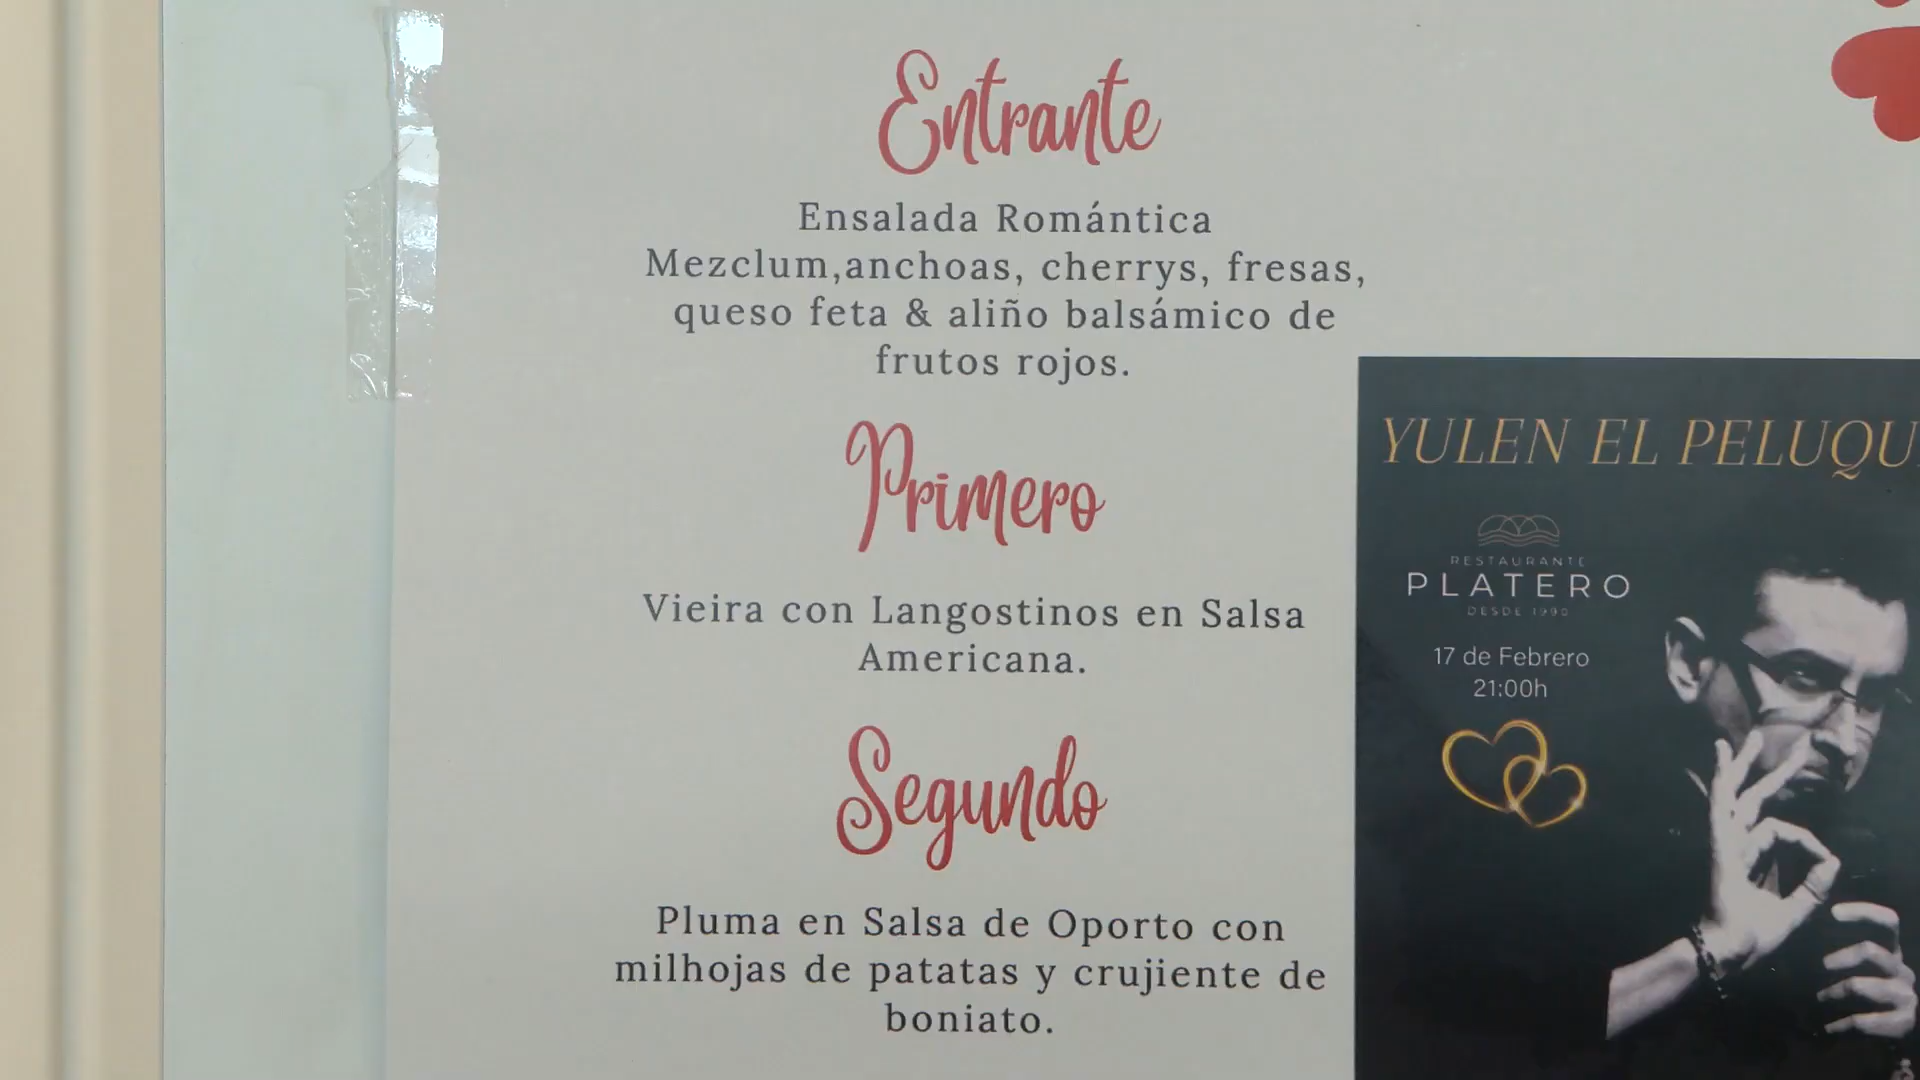 Entrante
Ensalada Romántica
Mezclum,anchoas, cherrys, fresas,
queso feta & aliño balsámico de
frutos rojos.
Primero
Vieira con Langostinos en Salsa
Americana.
Segundo
Pluma en Salsa de Oporto con
milhojas de patatas y crujiente de
boniato.
YULEN EL PELUQU
RESTAURANTE
PLATERO
DESDE 1990
17 de Febrero
21:00h